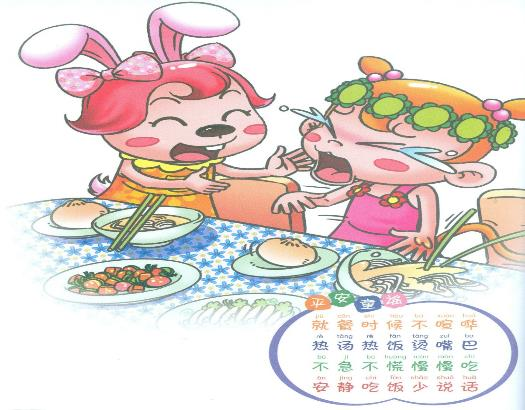 平安童谣
就餐时候不喧哗
热汤热饭烫嘴巴
不急不慌慢慢吃
安静吃饭少说话